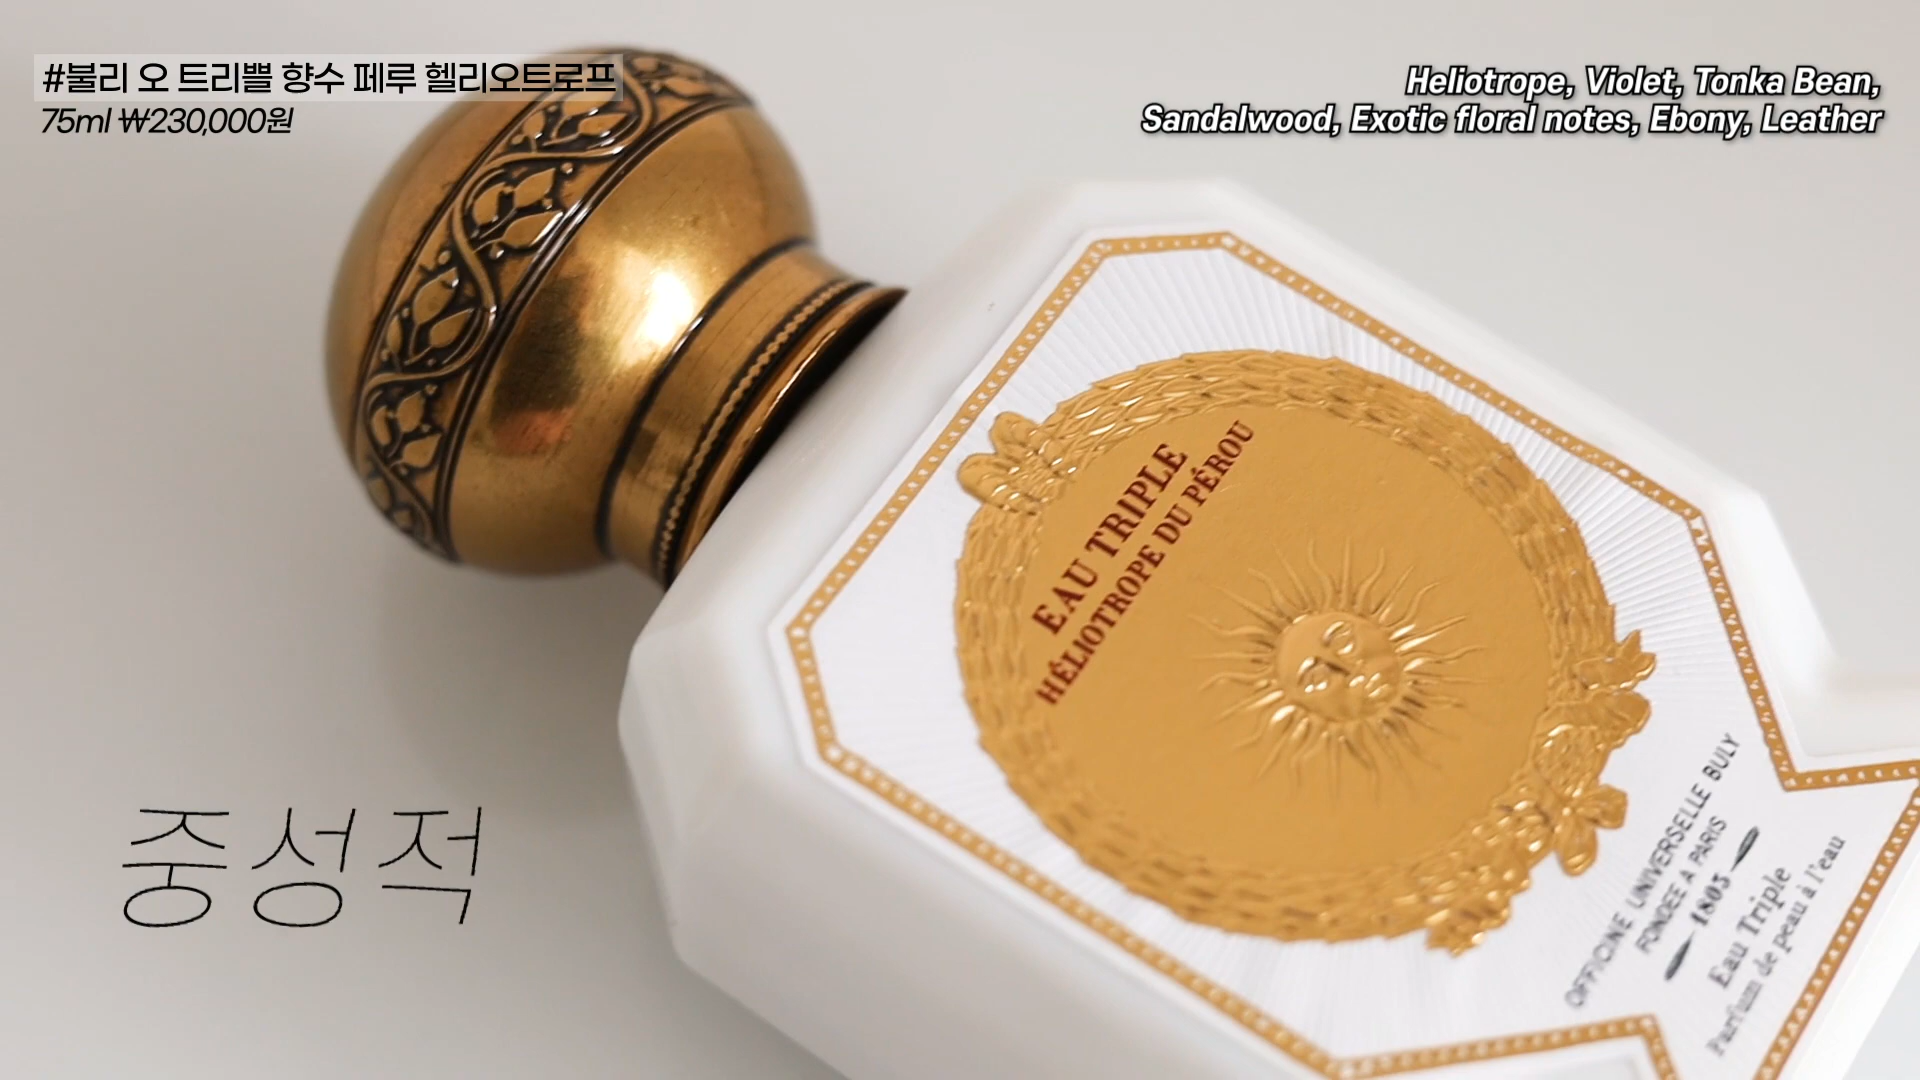 #불리 오 트리쁠 향수 페루 헬리오트로프
75ml ₩230,000원
Heliotrope, Violet, Tonka Bean,
Sandalwood, Exotic floral notes, Ebony, Leather
EAU TRIPLE
HÉLIOTROPE DU PÉROU
중성적
OFFICINE UNIVERSELLE BULY
FONDÉE A PARIS
1803
Eau Triple
Parfum de peau à l'eau